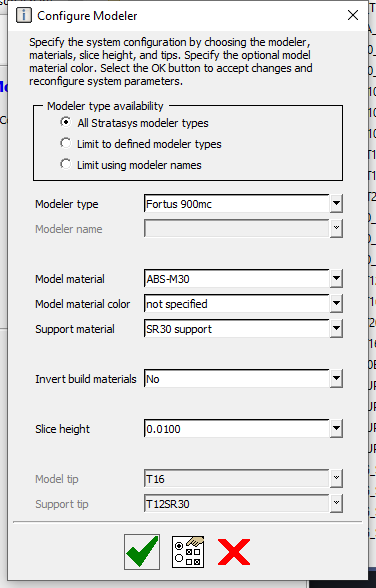 Configure Modeler
Specify the system configuration by choosing the modeler,
materials, slice height, and tips. Specify the optional model
material color. Select the OK button to accept changes and
reconfigure system parameters.
Modeler type availability
All Stratasys modeler types
Limit to defined modeler types
Limit using modeler names
Modeler type Fortus 900mc
Modeler name
Model material ABS-M30
Model material color not specified
Support material SR30 support
Invert build materials No
Slice height 0.0100
Model tip T16
Support tip T12SR30